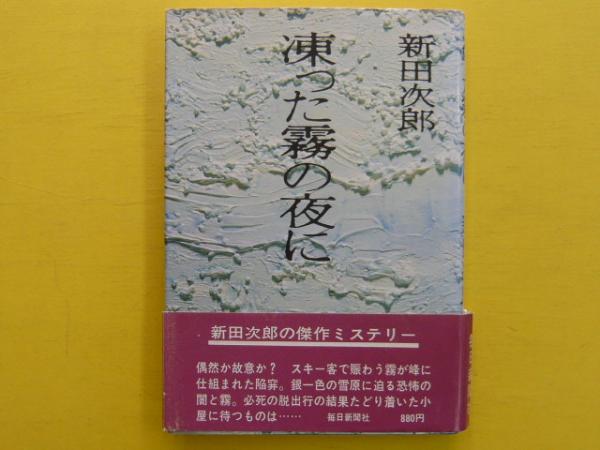 新田次郎
凍った霧の夜に
新田次郎の傑作ミステリー
偶然か故意か？　スキー客で賑わう霧が峰に
仕組まれた陥穽。銀一色の雪原に迫る恐怖の
闇と霧。必死の脱出行の結果たどり着いた小
屋に待つものは……　毎日新聞社　880円